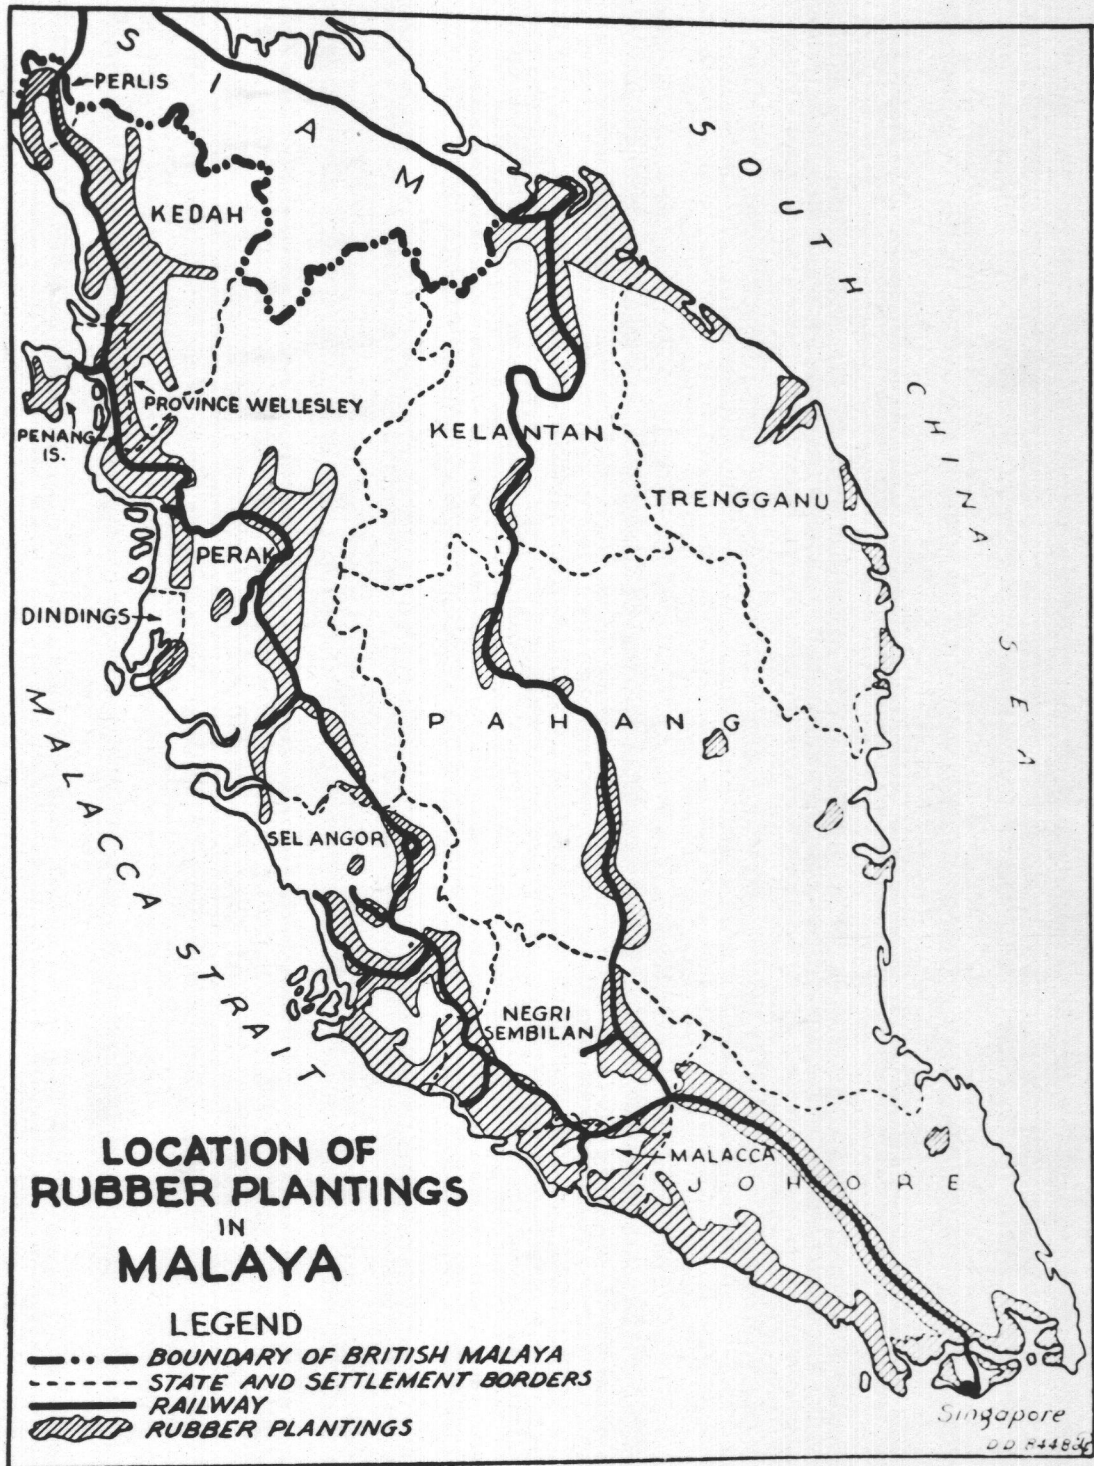 SIAM
PERLIS
KEDAH
SOUTH CHINA SEA
PROVINCE WELLESLEY
PENANG
IS.
KELANTAN
TRENGGANU
PERAK
DINDINGS
PAHANG
MALACCA STRAIT
SELANGOR
NEGRI
SEMBILAN
MALACCA
JOHORE
LOCATION OF
RUBBER PLANTINGS
IN
MALAYA
LEGEND
BOUNDARY OF BRITISH MALAYA
STATE AND SETTLEMENT BORDERS
RAILWAY
RUBBER PLANTINGS
Singapore